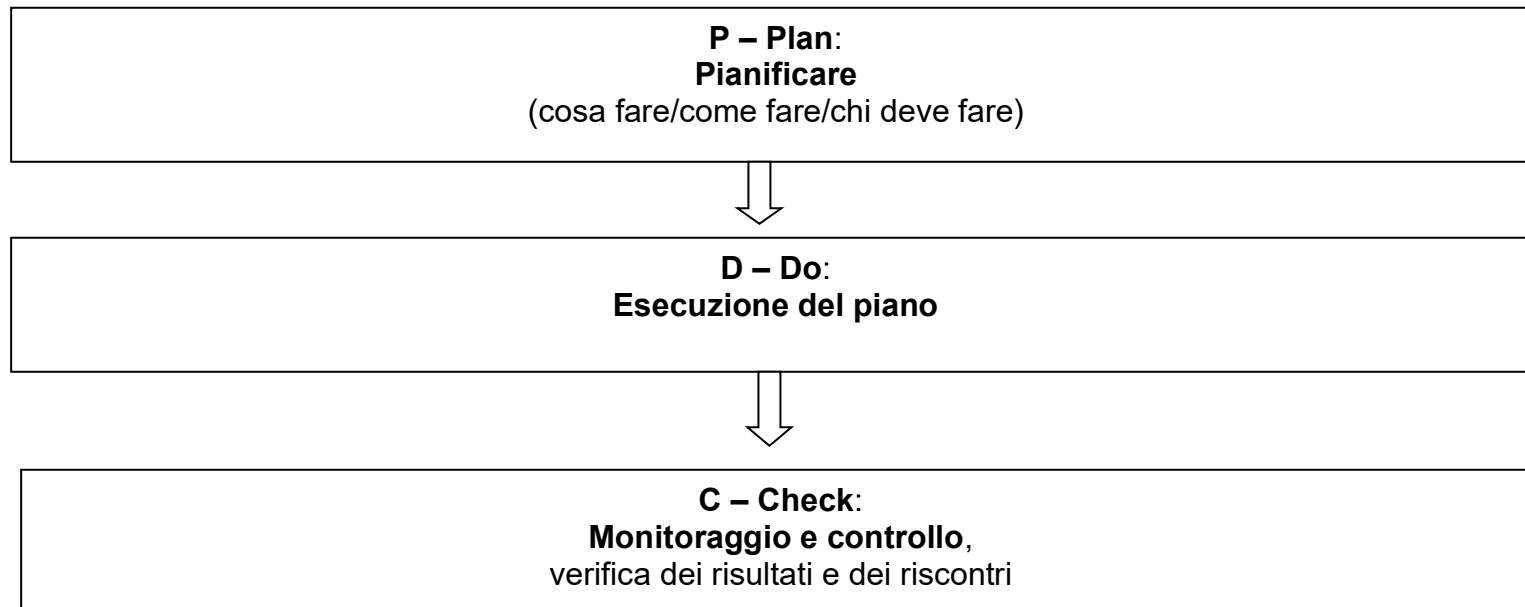 P – Plan:
Pianificare
(cosa fare/come fare/chi deve fare)
D – Do:
Esecuzione del piano
C – Check:
Monitoraggio e controllo,
verifica dei risultati e dei riscontri